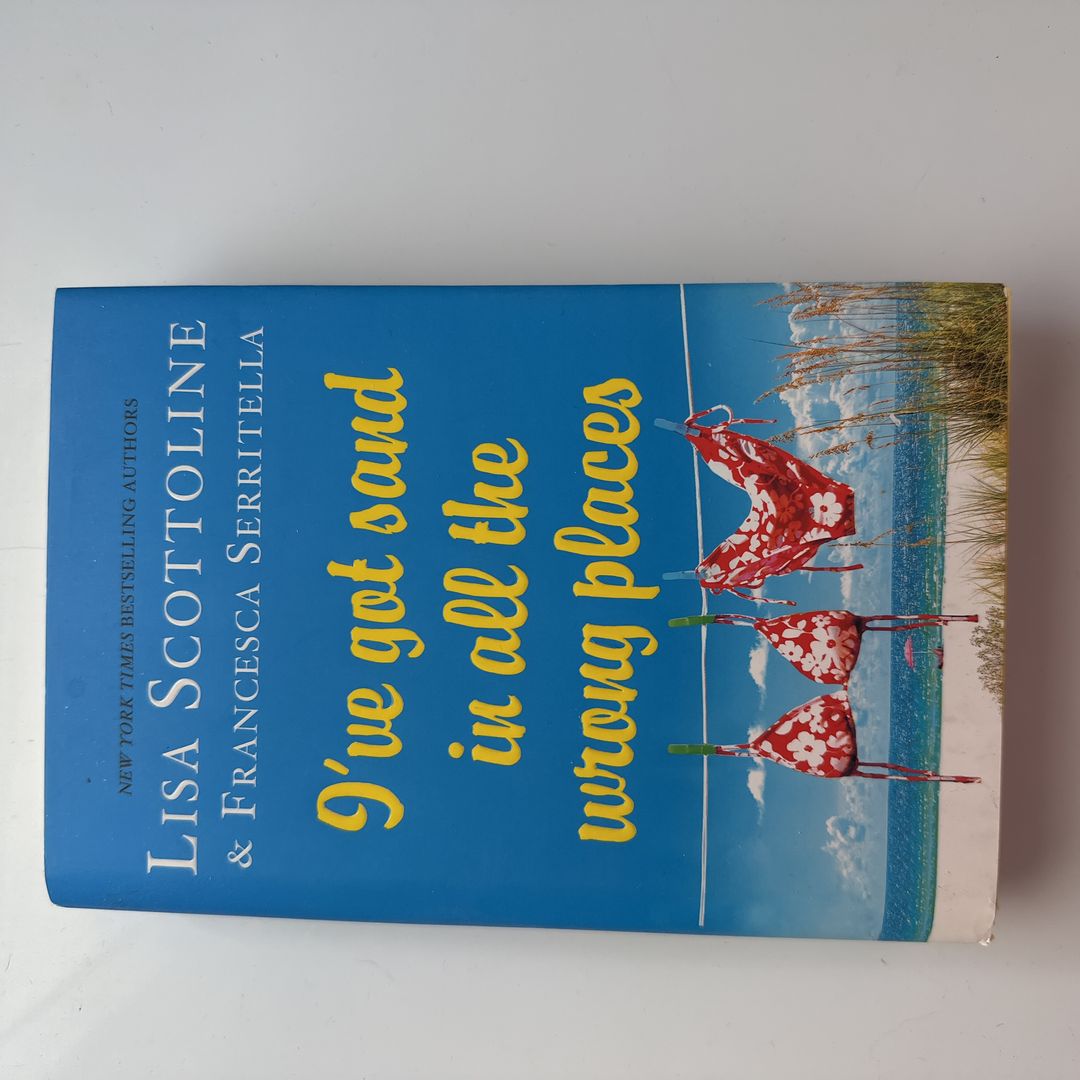 NEW YORK TIMES BESTSELLING AUTHORS
LISA SCOTTOLINE
& FRANCESCA SERRITELLA
I've got sand
in all the
wrong places